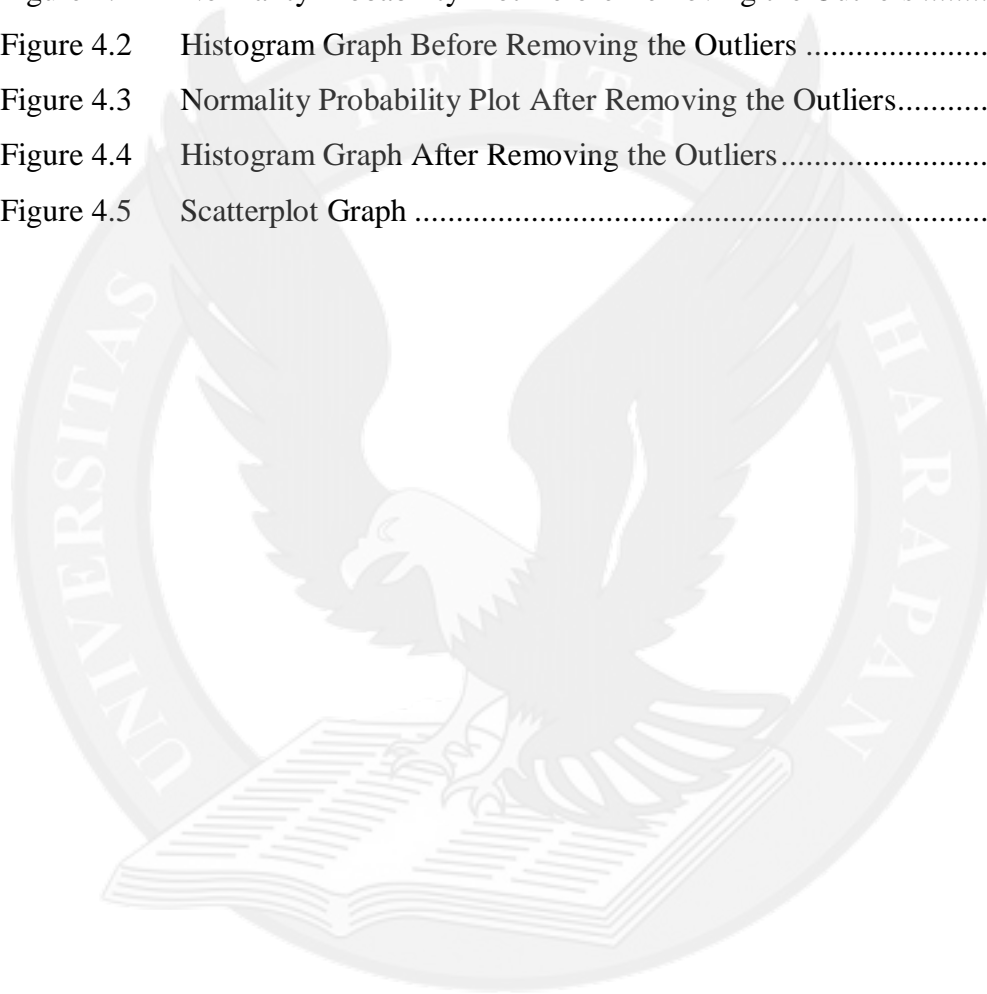 Figure 4.2 Histogram Graph Before Removing the Outliers ......................
Figure 4.3 Normality Probability Plot After Removing the Outliers...........
Figure 4.4 Histogram Graph After Removing the Outliers.........................
Figure 4.5 Scatterplot Graph .....................................................................
UNIVERSITAS PELITA HARAPAN